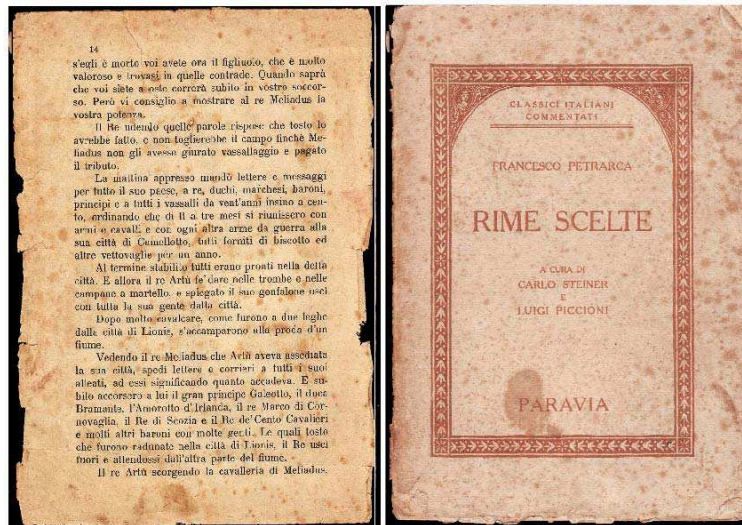 14
s'egli è morto voi avete ora il figliuolo, che è molto
valoroso e trovasi in quelle contrade. Quando saprà
che voi siete a oste correrà subito in vostro soccor-
so. Però vi consiglio a mostrare al re Meliadus la
vostra potenza.
Il Re udendo quelle parole rispose che tosto lo
avrebbe fatto, e non toglierebbe il campo finchè Me-
liadus non gli avesse giurato vassallaggio e pagato
il tributo.
La mattina appresso mandò lettere e messaggi
per tutto il suo paese, a re, duchi, marchesi, baroni,
principi e a tutti i vassalli da vent'anni insino a cen-
to, ordinando che di lì a tre mesi si riunissero con
armi e cavalli e con ogni altra arme da guerra alla
sua città di Camellotto, tutti forniti di biscotto ed
altre vettovaglie per un anno.
Al termine stabilito tutti erano pronti nella detta
città. E allora il re Artù fe' dare nelle trombe e nelle
campane a martello, e spiegato il suo gonfalone uscì
con tutta la sua gente dalla città.
Dopo molto cavalcare, come furono a due leghe
dalla città di Lionis, s'accamparono alla proda d'un
fiume.
Vedendo il re Meliadus che Artù aveva assediata
la sua città, spedì lettere e corrieri a tutti i suoi
alleati, ad essi significando quanto accadeva. E su-
bito accorsero a lui il gran principe Galeotto, il duca
Bramante, l'Amorotto d'Irlanda, il re Marco di Cor-
novaglia, il Re di Scozia e il Re de' Cento Cavalieri
e molti altri baroni con molte genti. Le quali tosto
che furono radunate nella città di Lionis, il Re uscì
fuori e attendossi dall'altra parte del fiume.
Il re Artù scorgendo la cavalleria di Meliadus,
CLASSICI ITALIANI
COMMENTATI
FRANCESCO PETRARCA
RIME SCELTE
A CURA DI
CARLO STEINER
E
LUIGI PICCIONI
PARAVIA